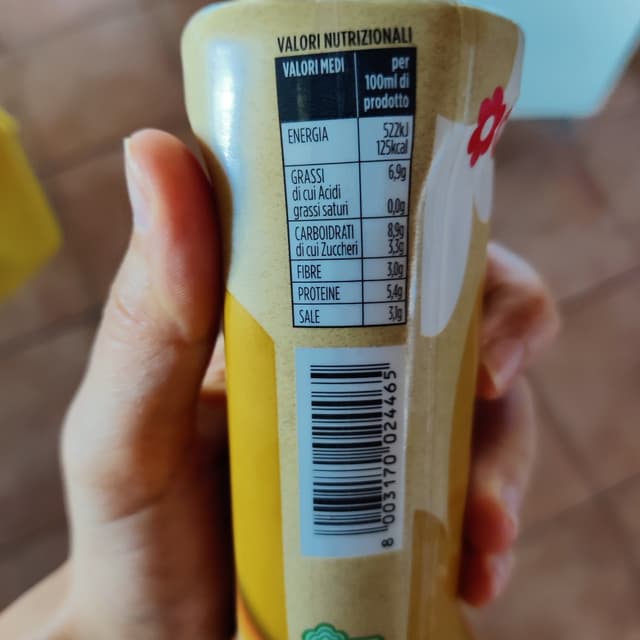 VALORI NUTRIZIONALI
VALORI MEDI per
100ml di
prodotto
ENERGIA 522kJ
125kcal
GRASSI 6,9g
di cui Acidi
grassi saturi 0,0g
CARBOIDRATI 8,9g
di cui Zuccheri 3,3g
FIBRE 3,0g
PROTEINE 5,4g
SALE 3,1g
8 003170 024465